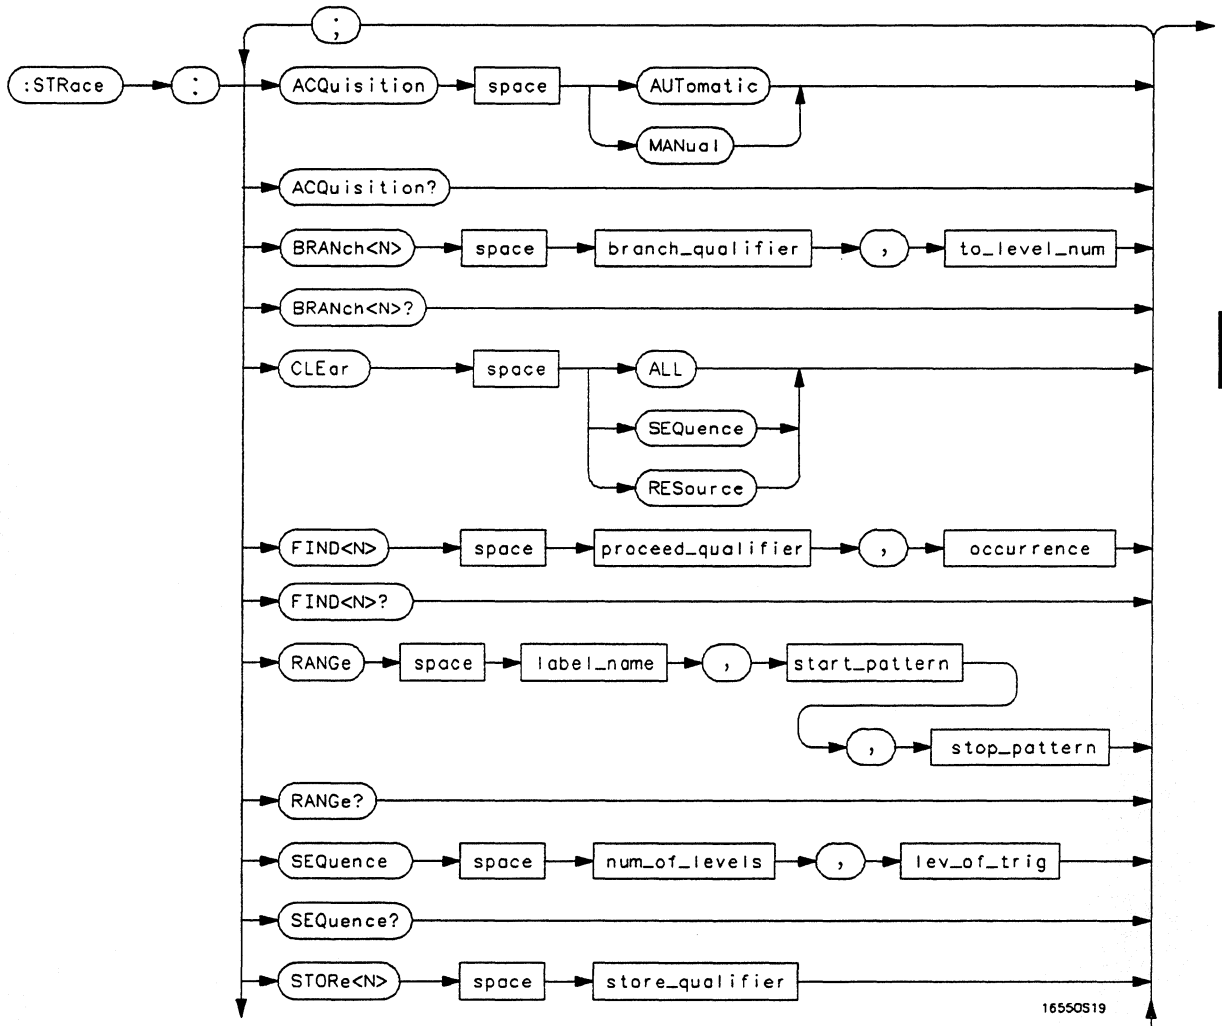 ;
:STRace : ACQuisition space AUTomatic
MANual
ACQuisition?
BRANch<N> space branch_qualifier , to_level_num
BRANch<N>?
CLEar space ALL
SEQuence
RESource
FIND<N> space proceed_qualifier , occurrence
FIND<N>?
RANGe space label_name , start_pattern
, stop_pattern
RANGe?
SEQuence space num_of_levels , lev_of_trig
SEQuence?
STORe<N> space store_qualifier
16550S19